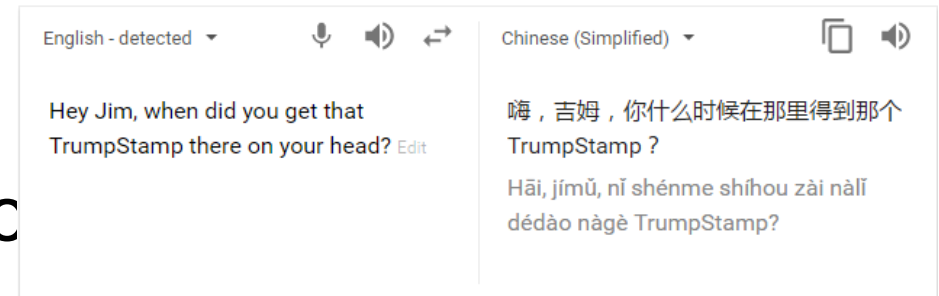 English - detected
Chinese (Simplified)
Hey Jim, when did you get that
TrumpStamp there on your head? Edit
嗨，吉姆，你什么时候在那里得到那个
TrumpStamp？
Hāi, jímǔ, nǐ shénme shíhou zài nàlǐ
dédào nàgè TrumpStamp?